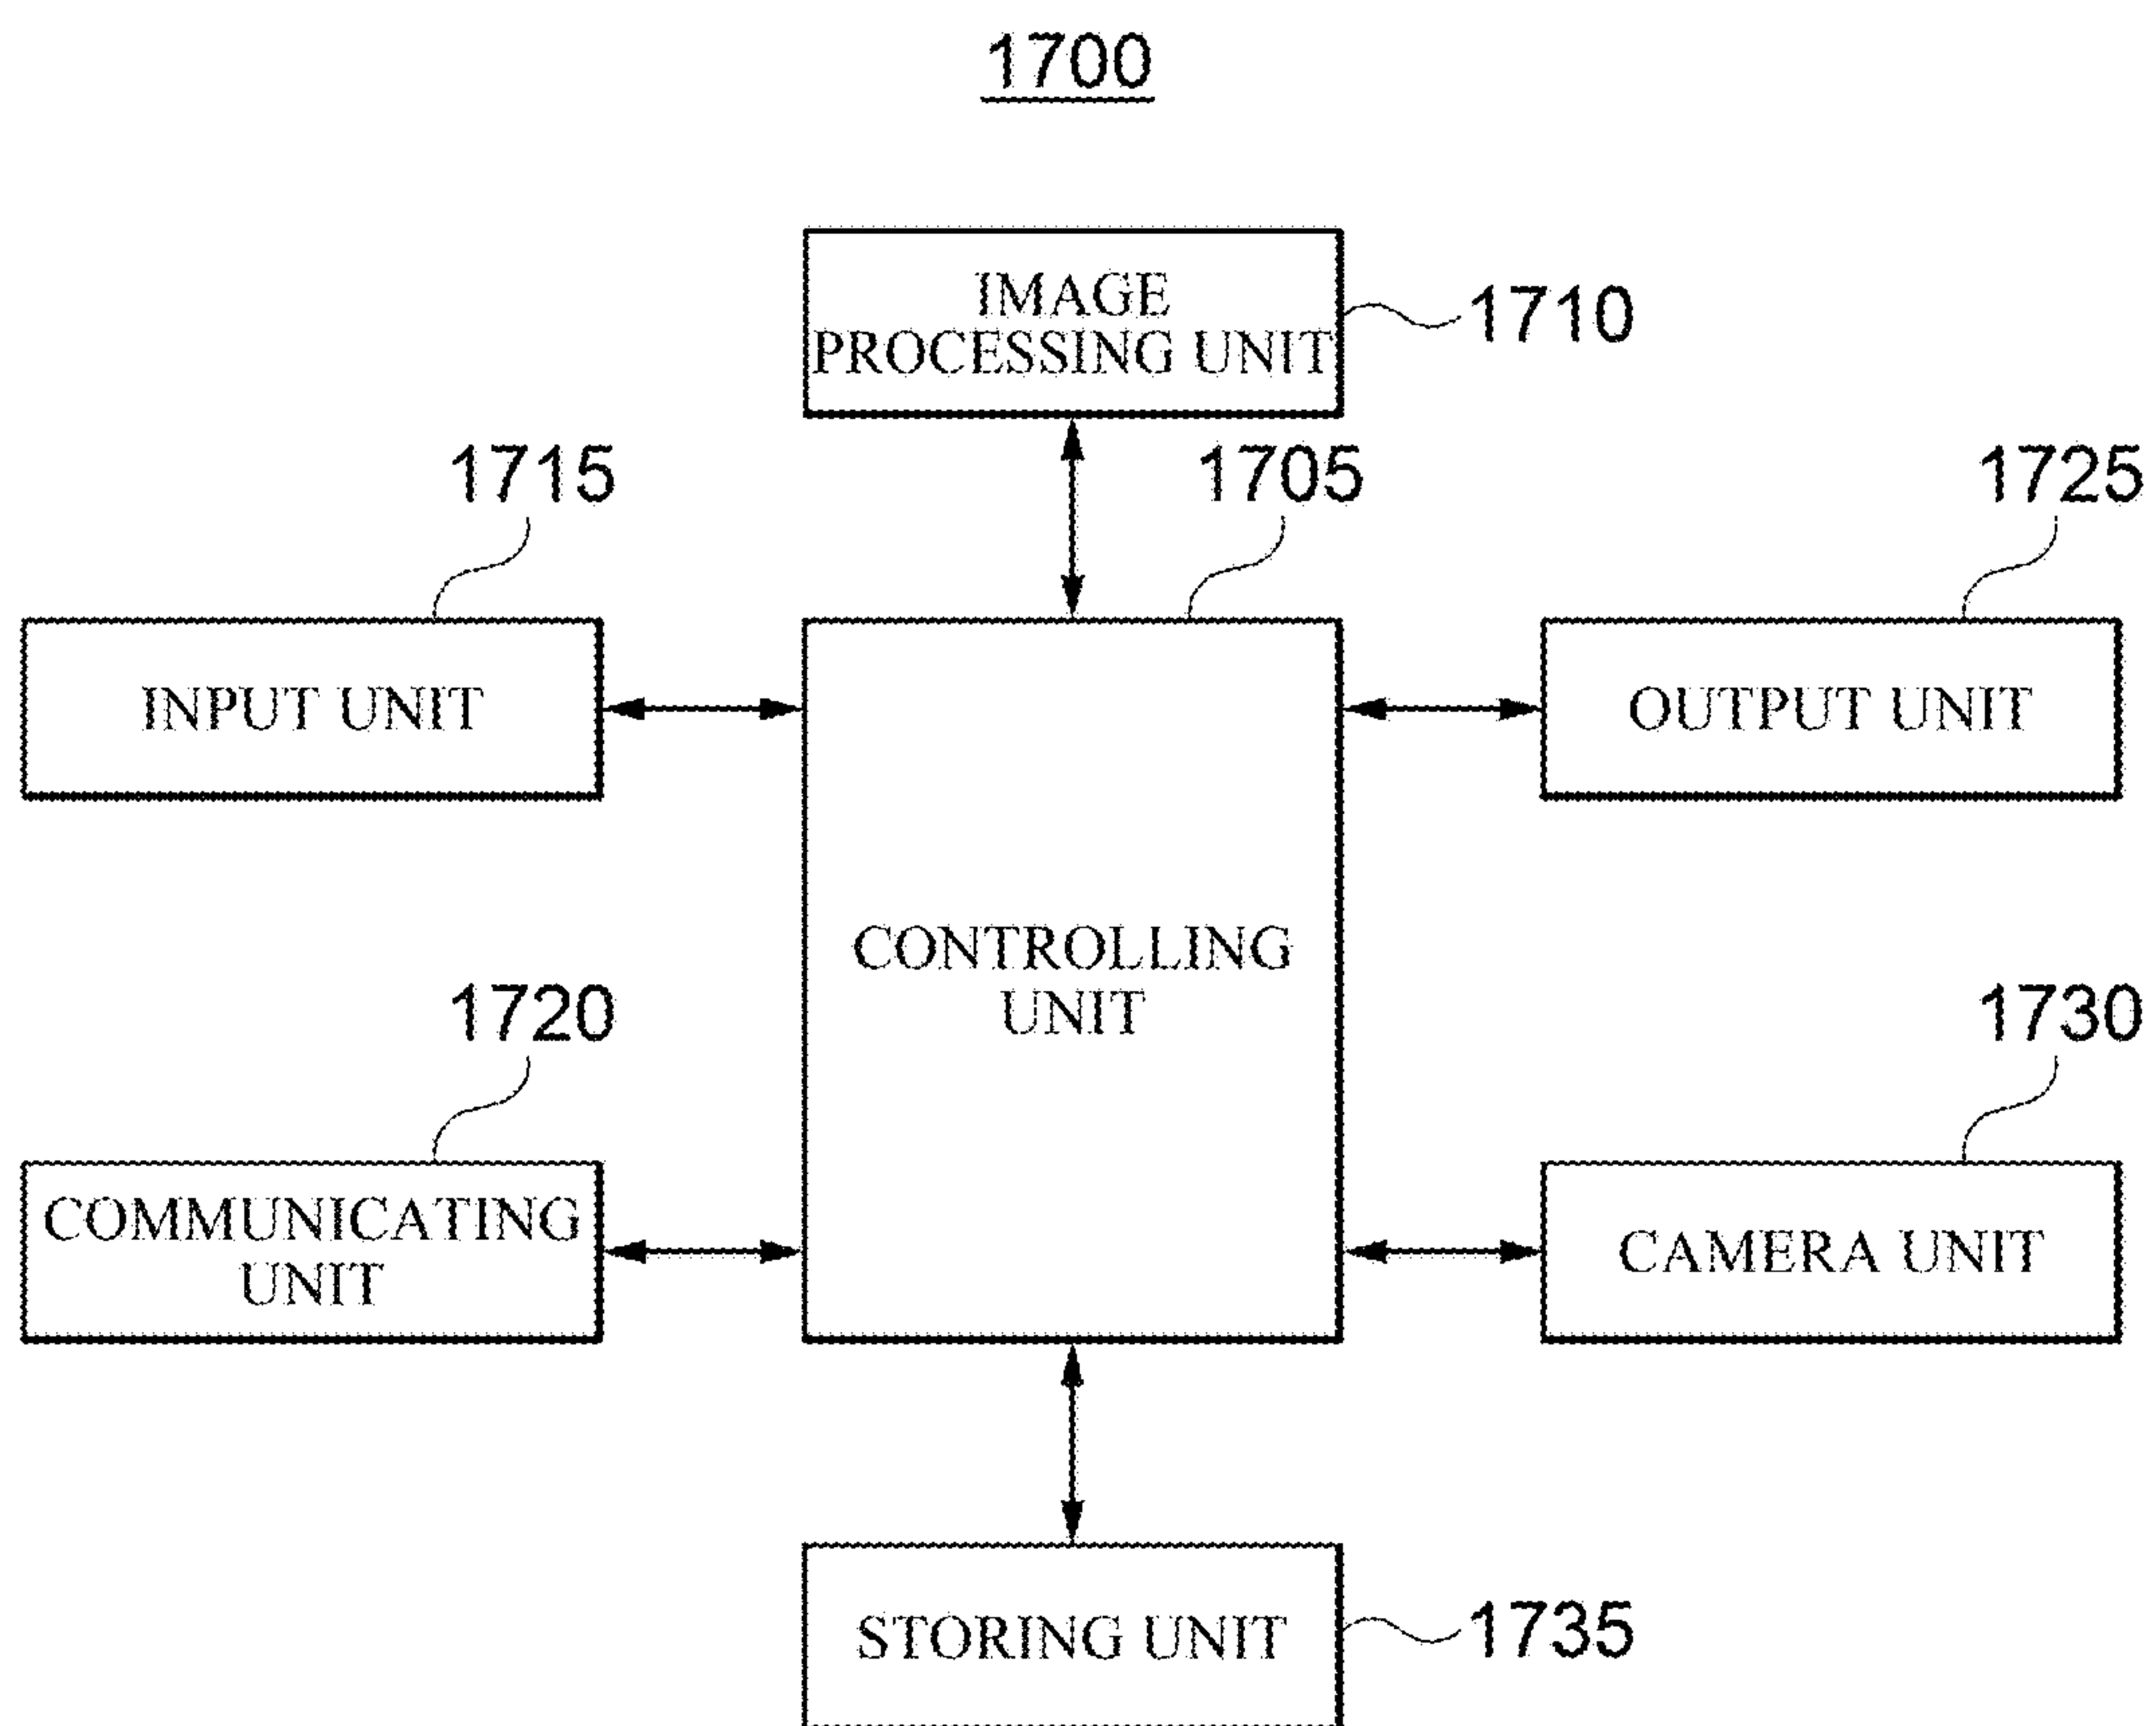 1700
IMAGE
PROCESSING UNIT
1710
1715
1705
1725
INPUT UNIT
OUTPUT UNIT
CONTROLLING
UNIT
1720
1730
COMMUNICATING
UNIT
CAMERA UNIT
STORING UNIT
1735